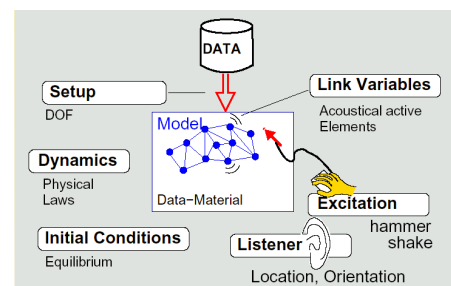 DATA
Setup
DOF
Link Variables
Acoustical active
Elements
Model
Data−Material
Dynamics
Physical
Laws
Excitation
hammer
shake
Initial Conditions
Equilibrium
Listener
Location, Orientation